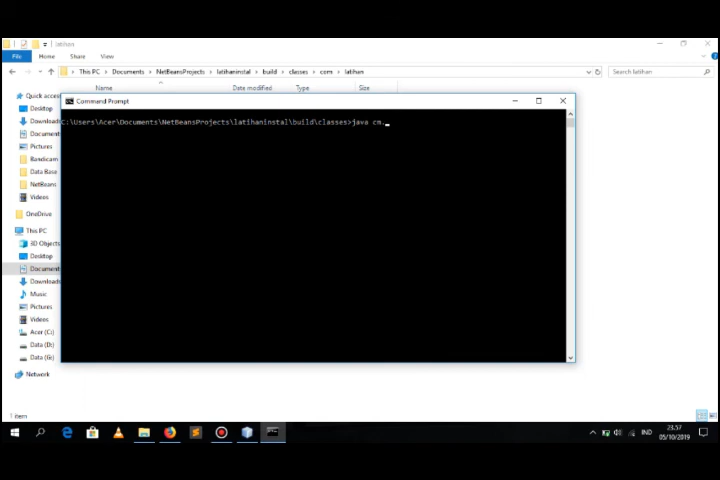 latihan
File Home Share View
This PC Documents NetBeansProjects latihaninstal build classes com latihan
Search latihan
Name Date modified Type Size
Quick access
Desktop
Downloads
Document
Pictures
Bandicam
Data Base
NetBeans
Videos
OneDrive
This PC
3D Objects
Desktop
Document
Downloads
Music
Pictures
Videos
Acer (C:)
Data (D:)
Data (G:)
Network
Command Prompt
C:\Users\Acer\Documents\NetBeansProjects\latihaninstal\build\classes>java cm._
1 item
IND
23.57
05/10/2019